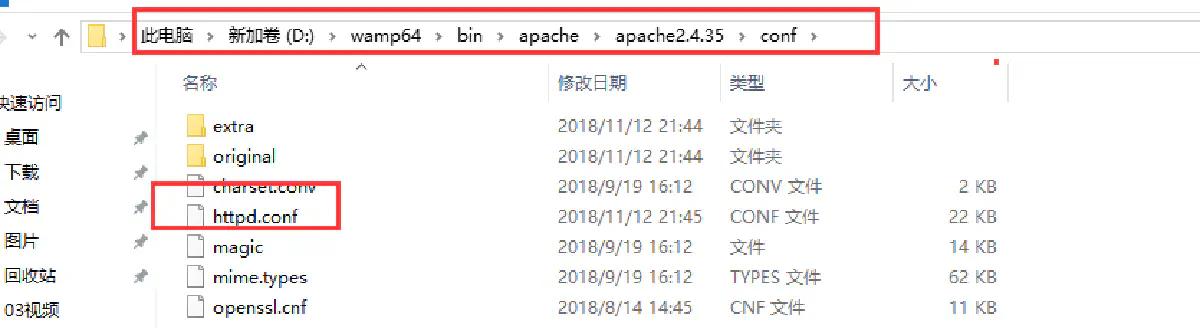 此电脑 › 新加卷 (D:) › wamp64 › bin › apache › apache2.4.35 › conf ›
名称 修改日期 类型 大小
快速访问
桌面
下载
文档
图片
回收站
03视频
extra 2018/11/12 21:44 文件夹
original 2018/11/12 21:44 文件夹
charset.conv 2018/9/19 16:12 CONV 文件 2 KB
httpd.conf 2018/11/12 21:45 CONF 文件 22 KB
magic 2018/9/19 16:12 文件 14 KB
mime.types 2018/9/19 16:12 TYPES 文件 62 KB
openssl.cnf 2018/8/14 14:45 CNF 文件 11 KB